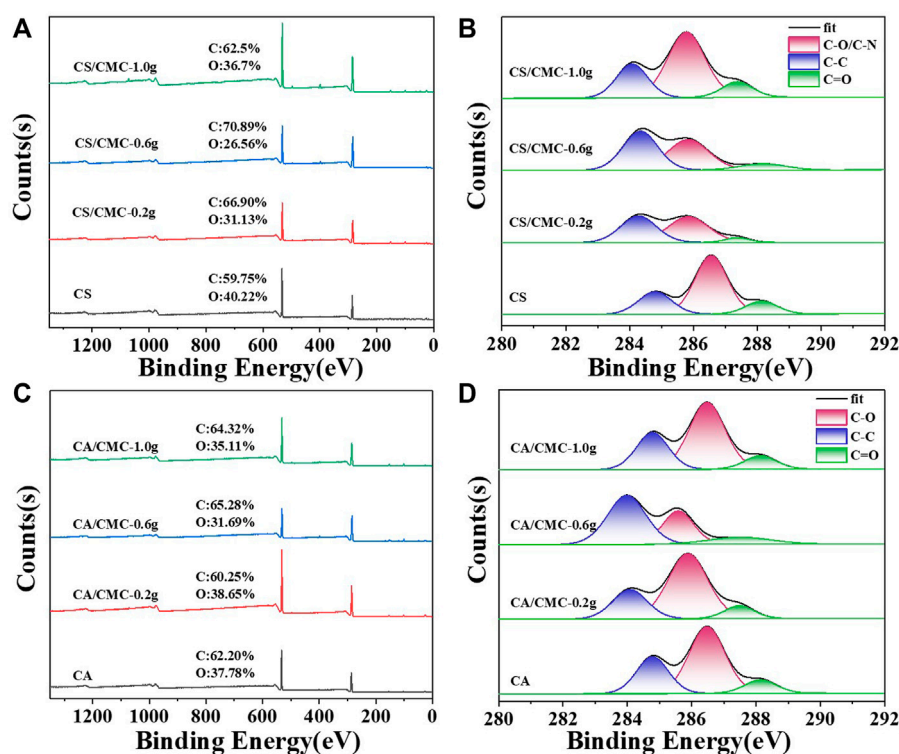 A
Counts(s)
CS/CMC-1.0g
C:62.5%
O:36.7%
CS/CMC-0.6g
C:70.89%
O:26.56%
CS/CMC-0.2g
C:66.90%
O:31.13%
CS
C:59.75%
O:40.22%
1200 1000 800 600 400 200 0
Binding Energy(eV)
B
Counts(s)
fit
C-O/C-N
C-C
C=O
CS/CMC-1.0g
CS/CMC-0.6g
CS/CMC-0.2g
CS
280 282 284 286 288 290 292
Binding Energy(eV)
C
Counts(s)
CA/CMC-1.0g
C:64.32%
O:35.11%
CA/CMC-0.6g
C:65.28%
O:31.69%
CA/CMC-0.2g
C:60.25%
O:38.65%
CA
C:62.20%
O:37.78%
1200 1000 800 600 400 200 0
Binding Energy(eV)
D
Counts(s)
fit
C-O
C-C
C=O
CA/CMC-1.0g
CA/CMC-0.6g
CA/CMC-0.2g
CA
280 282 284 286 288 290 292
Binding Energy(eV)